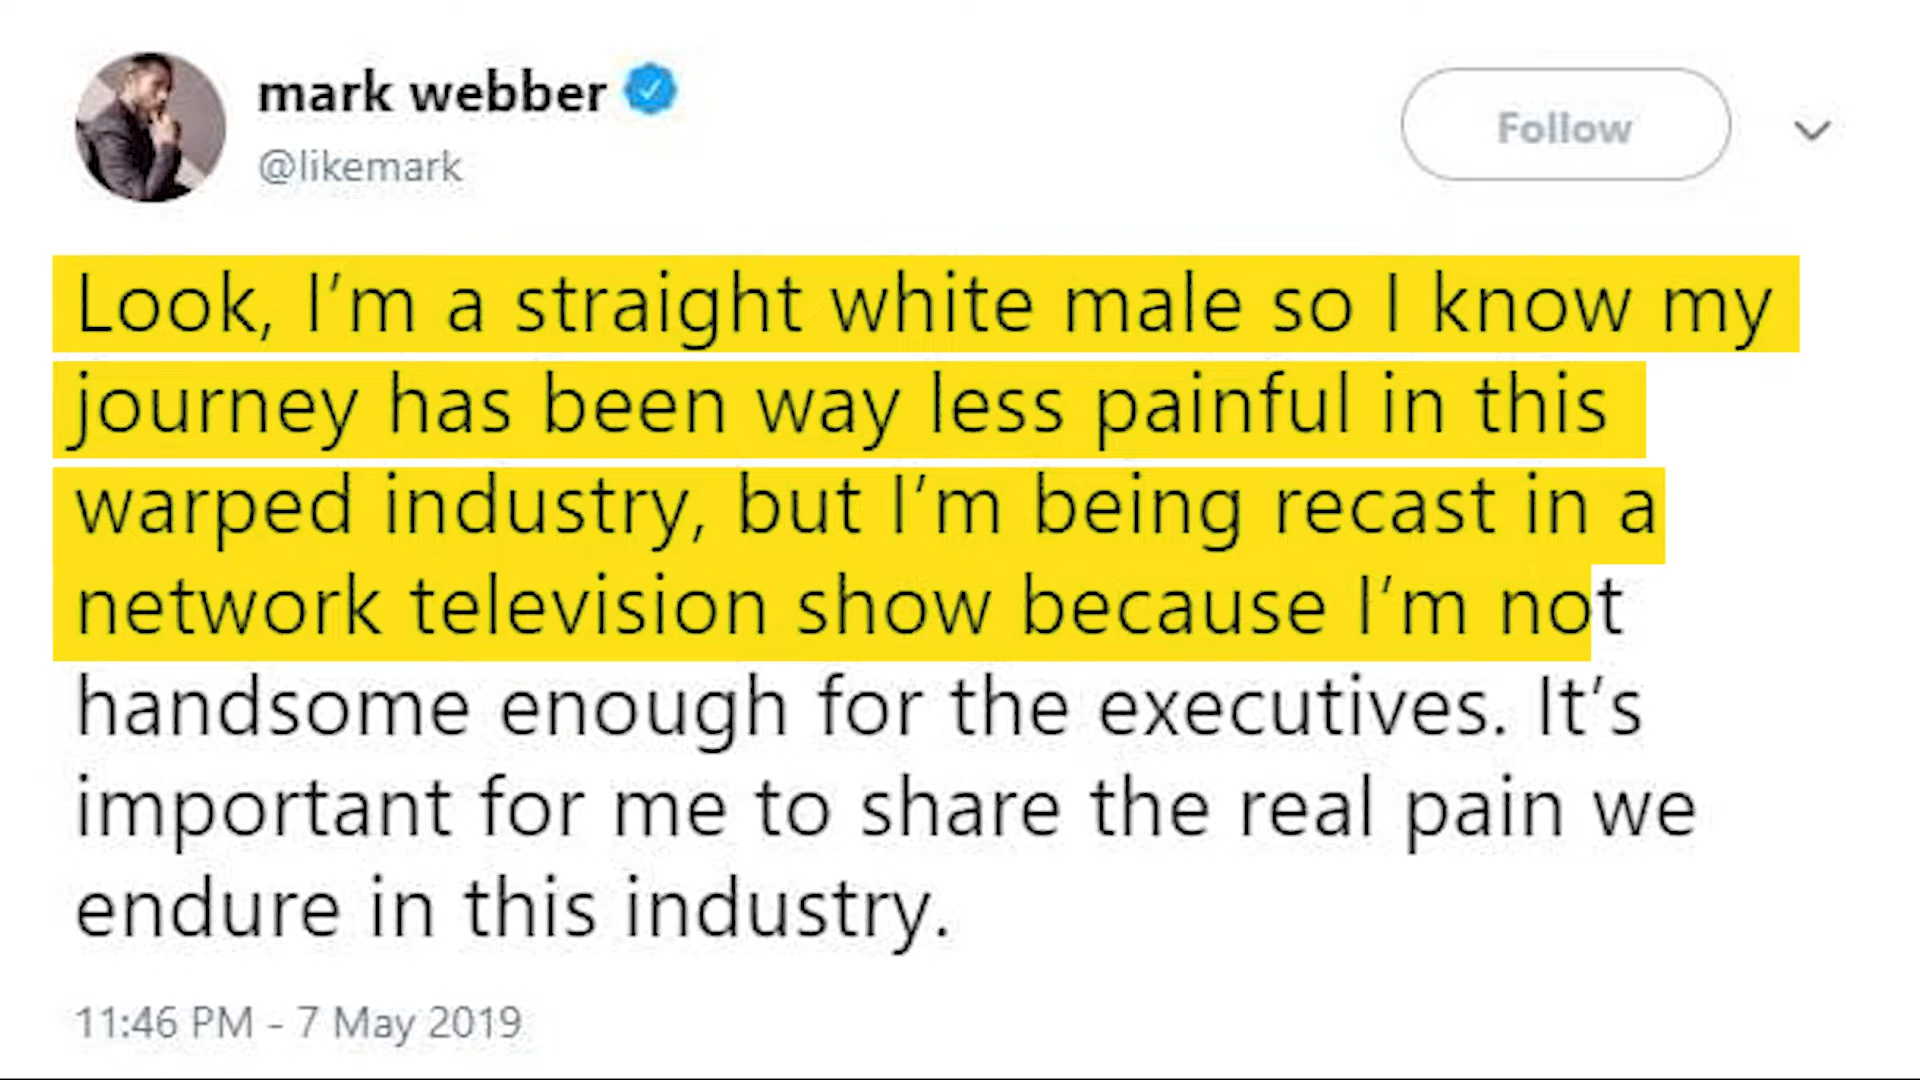 mark webber
@likemark
Follow
Look, I’m a straight white male so I know my
journey has been way less painful in this
warped industry, but I’m being recast in a
network television show because I’m not
handsome enough for the executives. It’s
important for me to share the real pain we
endure in this industry.
11:46 PM - 7 May 2019